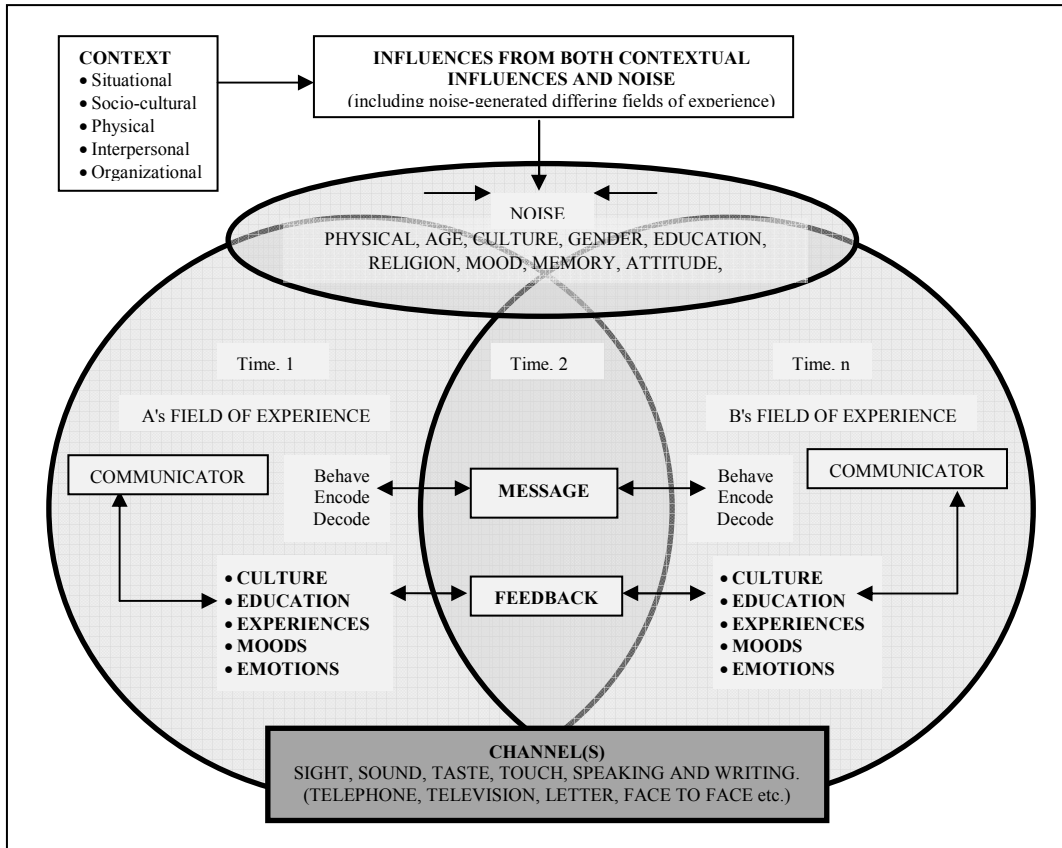 CONTEXT
• Situational
• Socio-cultural
• Physical
• Interpersonal
• Organizational
INFLUENCES FROM BOTH CONTEXTUAL
INFLUENCES AND NOISE
(including noise-generated differing fields of experience)
NOISE
PHYSICAL, AGE, CULTURE, GENDER, EDUCATION,
RELIGION, MOOD, MEMORY, ATTITUDE,
Time. 1
Time. 2
Time. n
A's FIELD OF EXPERIENCE
B's FIELD OF EXPERIENCE
COMMUNICATOR
Behave
Encode
Decode
MESSAGE
Behave
Encode
Decode
COMMUNICATOR
• CULTURE
• EDUCATION
• EXPERIENCES
• MOODS
• EMOTIONS
FEEDBACK
• CULTURE
• EDUCATION
• EXPERIENCES
• MOODS
• EMOTIONS
CHANNEL(S)
SIGHT, SOUND, TASTE, TOUCH, SPEAKING AND WRITING.
(TELEPHONE, TELEVISION, LETTER, FACE TO FACE etc.)